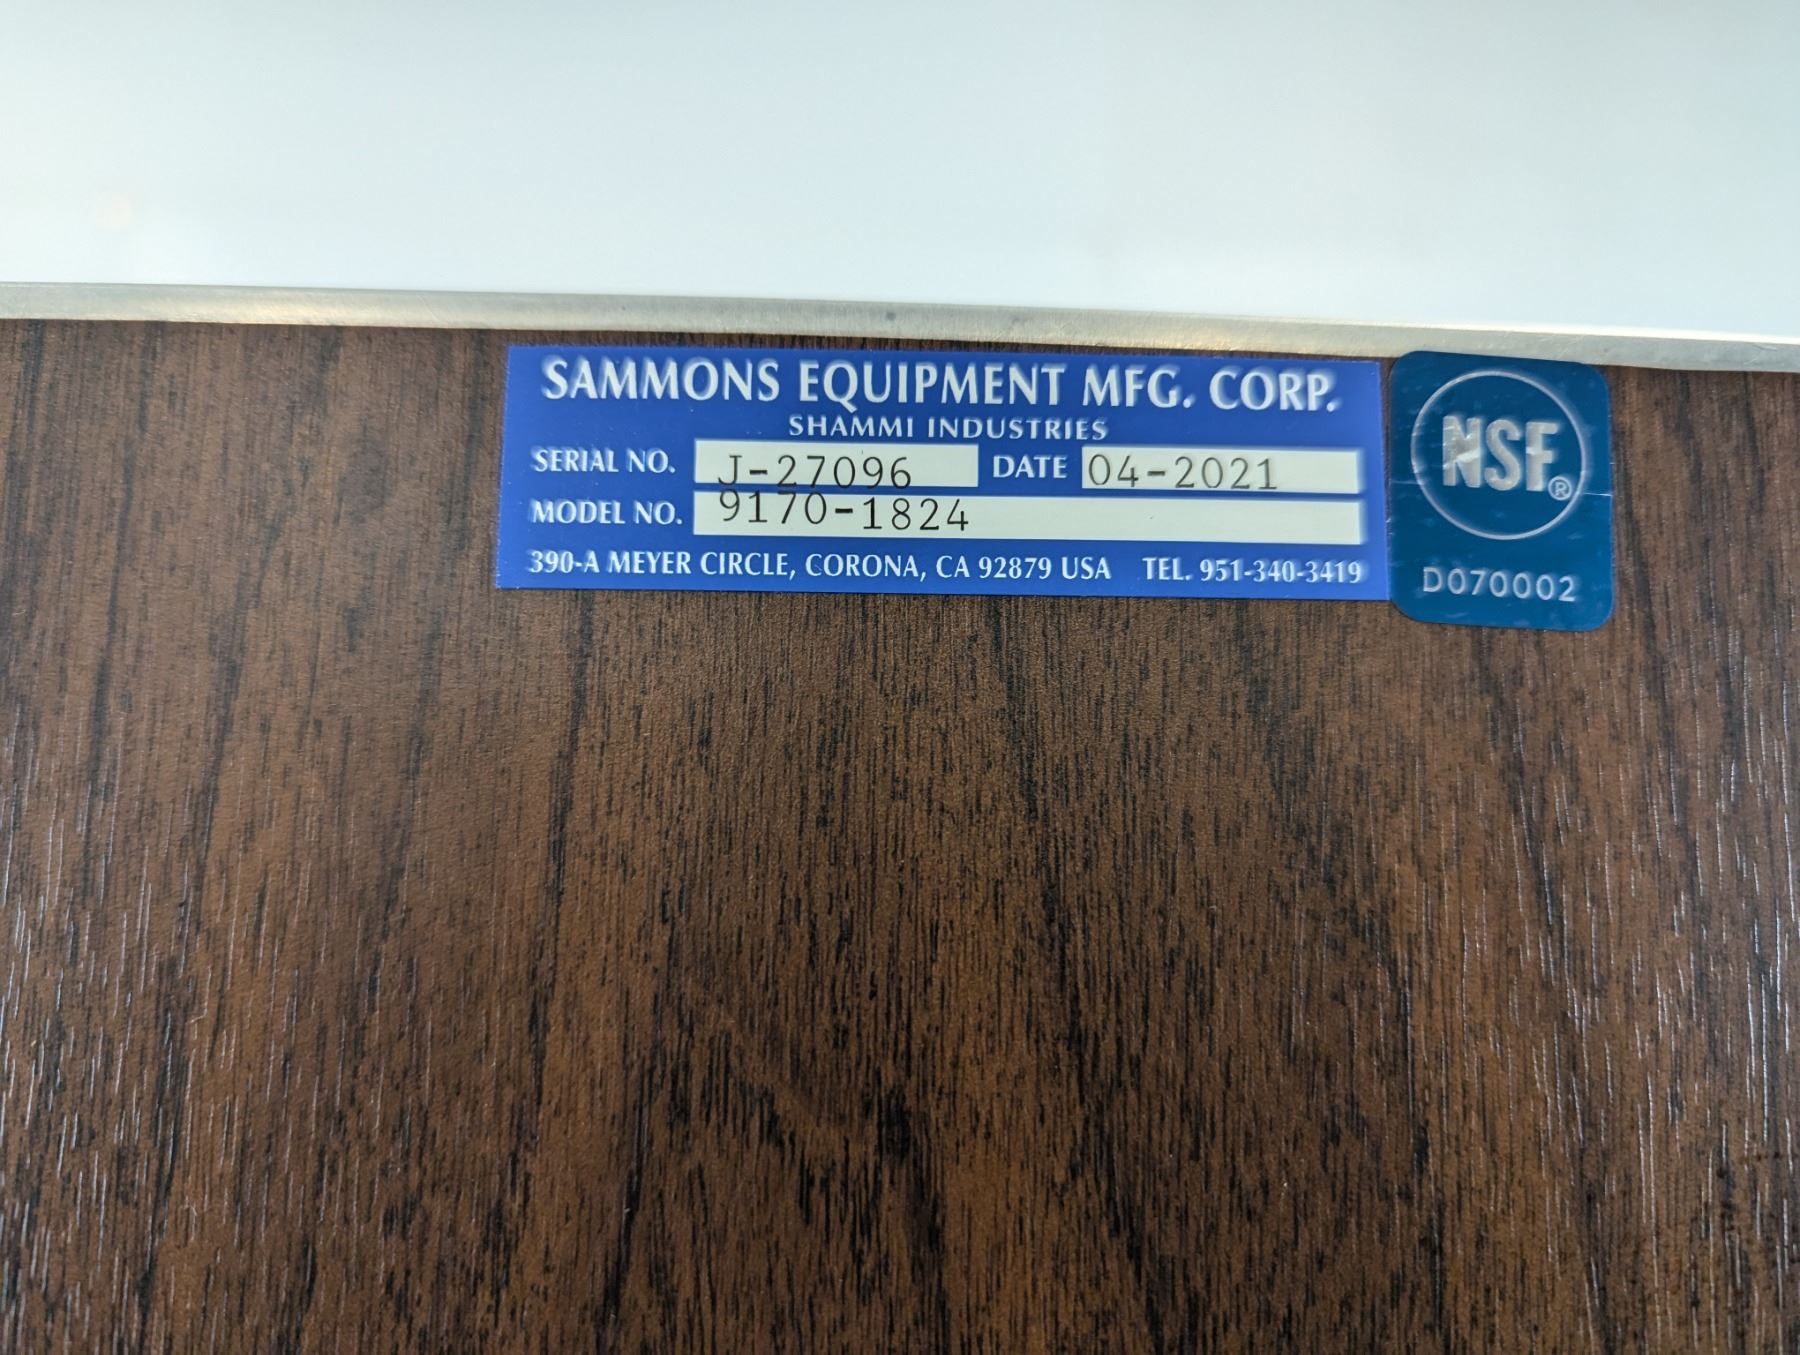 SAMMONS EQUIPMENT MFG. CORP.
SHAMMI INDUSTRIES
SERIAL NO. J-27096 DATE 04-2021
MODEL NO. 9170-1824
390-A MEYER CIRCLE, CORONA, CA 92879 USA TEL. 951-340-3419
NSF®
D070002